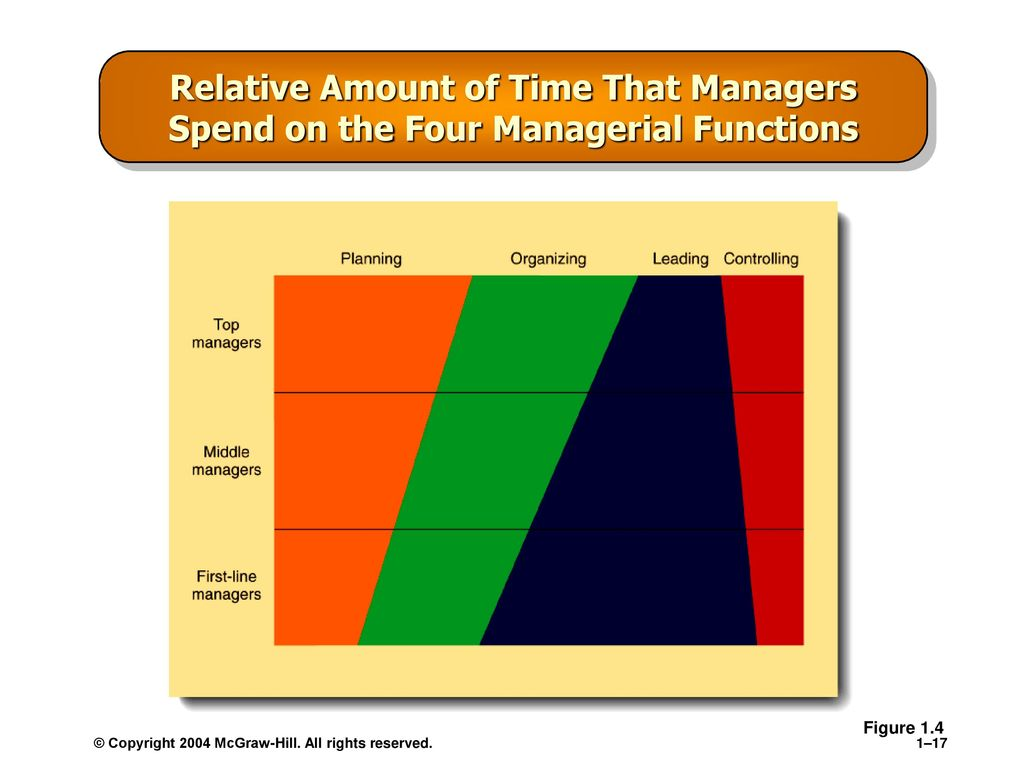 Relative Amount of Time That Managers
Spend on the Four Managerial Functions
Planning Organizing Leading Controlling
Top
managers
Middle
managers
First-line
managers
Figure 1.4
© Copyright 2004 McGraw-Hill. All rights reserved. 1–17